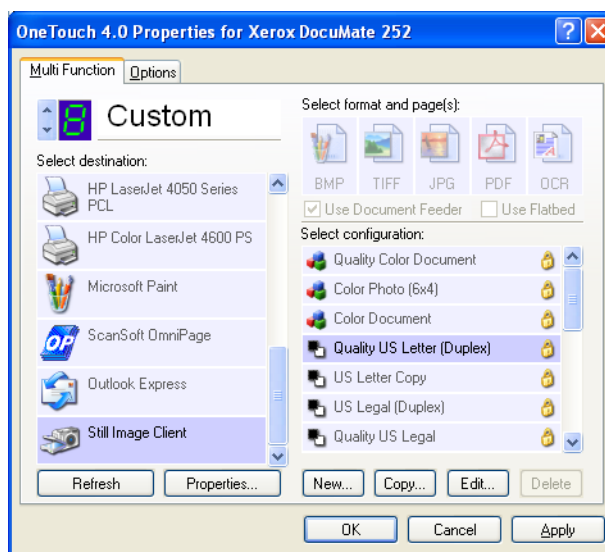 OneTouch 4.0 Properties for Xerox DocuMate 252
Multi Function
Options
8
Custom
Select destination:
HP LaserJet 4050 Series
PCL
HP Color LaserJet 4600 PS
Microsoft Paint
OP
ScanSoft OmniPage
Outlook Express
Still Image Client
Refresh
Properties...
Select format and page(s):
BMP TIFF JPG PDF OCR
Use Document Feeder
Use Flatbed
Select configuration:
Quality Color Document
Color Photo (6x4)
Color Document
Quality US Letter (Duplex)
US Letter Copy
US Legal (Duplex)
Quality US Legal
New...
Copy...
Edit...
Delete
OK
Cancel
Apply